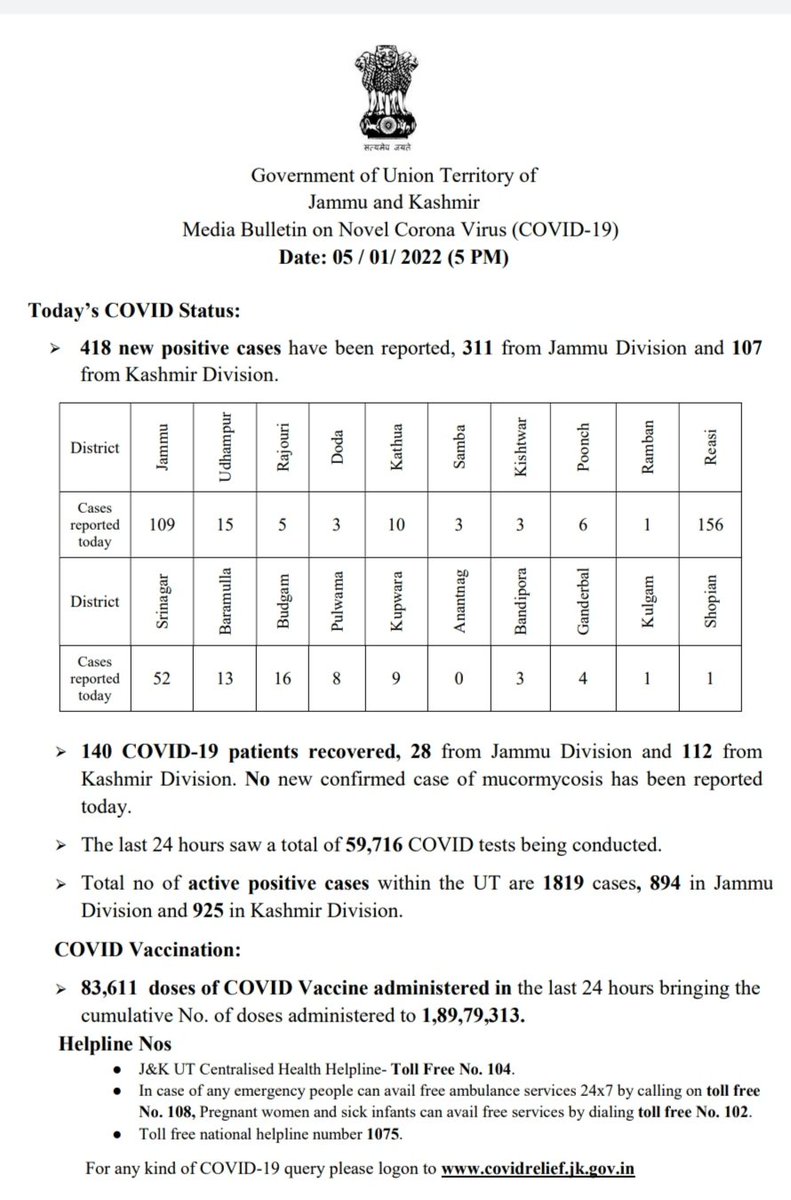 सत्यमेव जयते
Government of Union Territory of
Jammu and Kashmir
Media Bulletin on Novel Corona Virus (COVID-19)
Date: 05 / 01/ 2022 (5 PM)
Today’s COVID Status:
➢ 418 new positive cases have been reported, 311 from Jammu Division and 107
from Kashmir Division.
District Jammu Udhampur Rajouri Doda Kathua Samba Kishtwar Poonch Ramban Reasi
Cases
reported
today
109 15 5 3 10 3 3 6 1 156
District Srinagar Baramulla Budgam Pulwama Kupwara Anantnag Bandipora Ganderbal Kulgam Shopian
Cases
reported
today
52 13 16 8 9 0 3 4 1 1
➢ 140 COVID-19 patients recovered, 28 from Jammu Division and 112 from
Kashmir Division. No new confirmed case of mucormycosis has been reported
today.
➢ The last 24 hours saw a total of 59,716 COVID tests being conducted.
➢ Total no of active positive cases within the UT are 1819 cases, 894 in Jammu
Division and 925 in Kashmir Division.
COVID Vaccination:
➢ 83,611 doses of COVID Vaccine administered in the last 24 hours bringing the
cumulative No. of doses administered to 1,89,79,313.
Helpline Nos
● J&K UT Centralised Health Helpline- Toll Free No. 104.
● In case of any emergency people can avail free ambulance services 24x7 by calling on toll free
No. 108, Pregnant women and sick infants can avail free services by dialing toll free No. 102.
● Toll free national helpline number 1075.
For any kind of COVID-19 query please logon to www.covidrelief.jk.gov.in